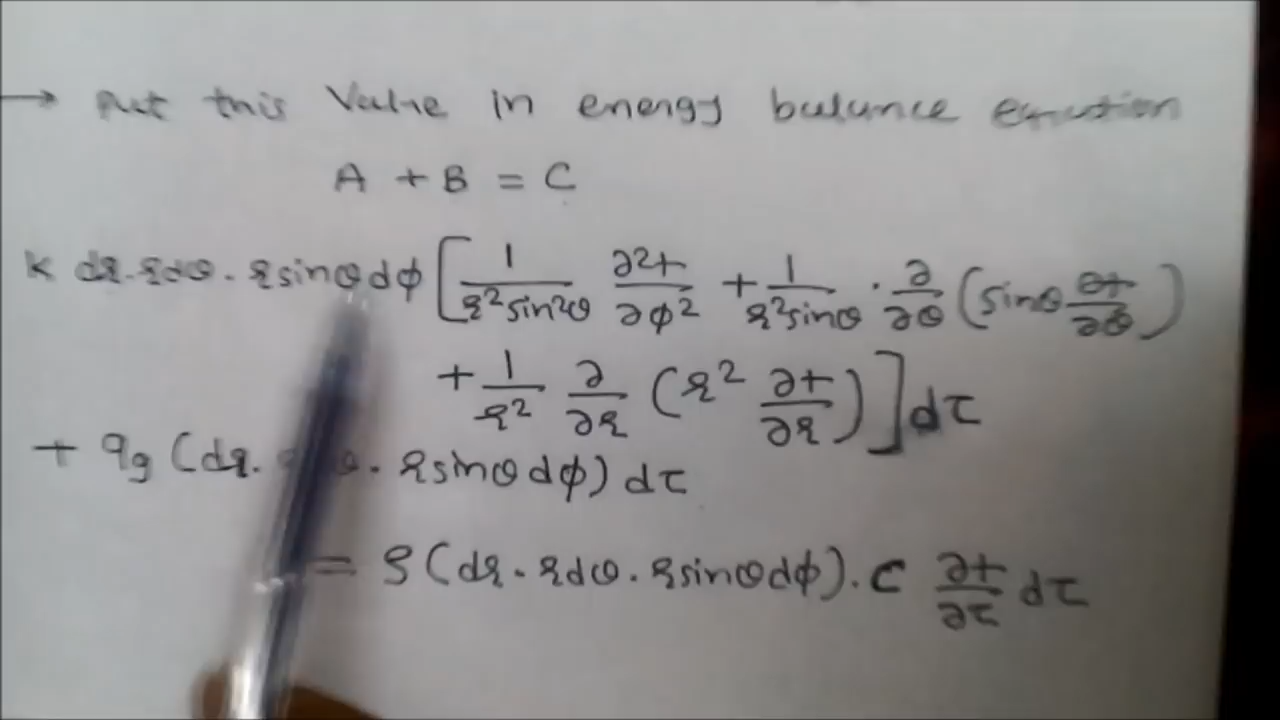 → put this Value in energy balance equation
A + B = C
K dr.rdθ. r sinθ dϕ [ 1/(r² sin²θ) ∂²t/∂ϕ² + 1/(r² sinθ) · ∂/∂θ (sinθ ∂t/∂θ)
+ 1/r² ∂/∂r (r² ∂t/∂r) ] dτ
+ qg (dr. . r sinθ dϕ) dτ
= ρ (dr. rdθ. r sinθ dϕ). C ∂t/∂τ dτ